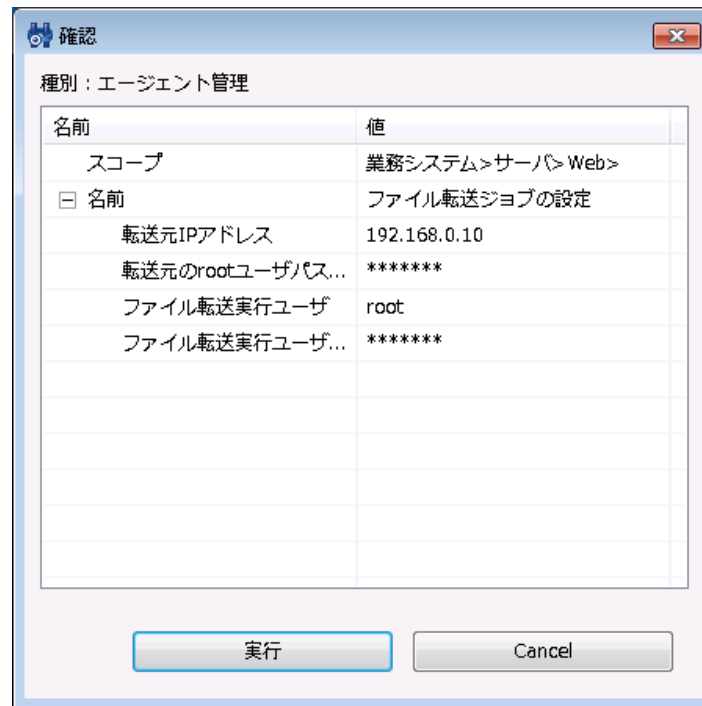 確認
種別：エージェント管理
名前 値
スコープ 業務システム>サーバ>Web>
名前 ファイル転送ジョブの設定
転送元IPアドレス 192.168.0.10
転送元のrootユーザパス... *******
ファイル転送実行ユーザ root
ファイル転送実行ユーザ... *******
実行 Cancel